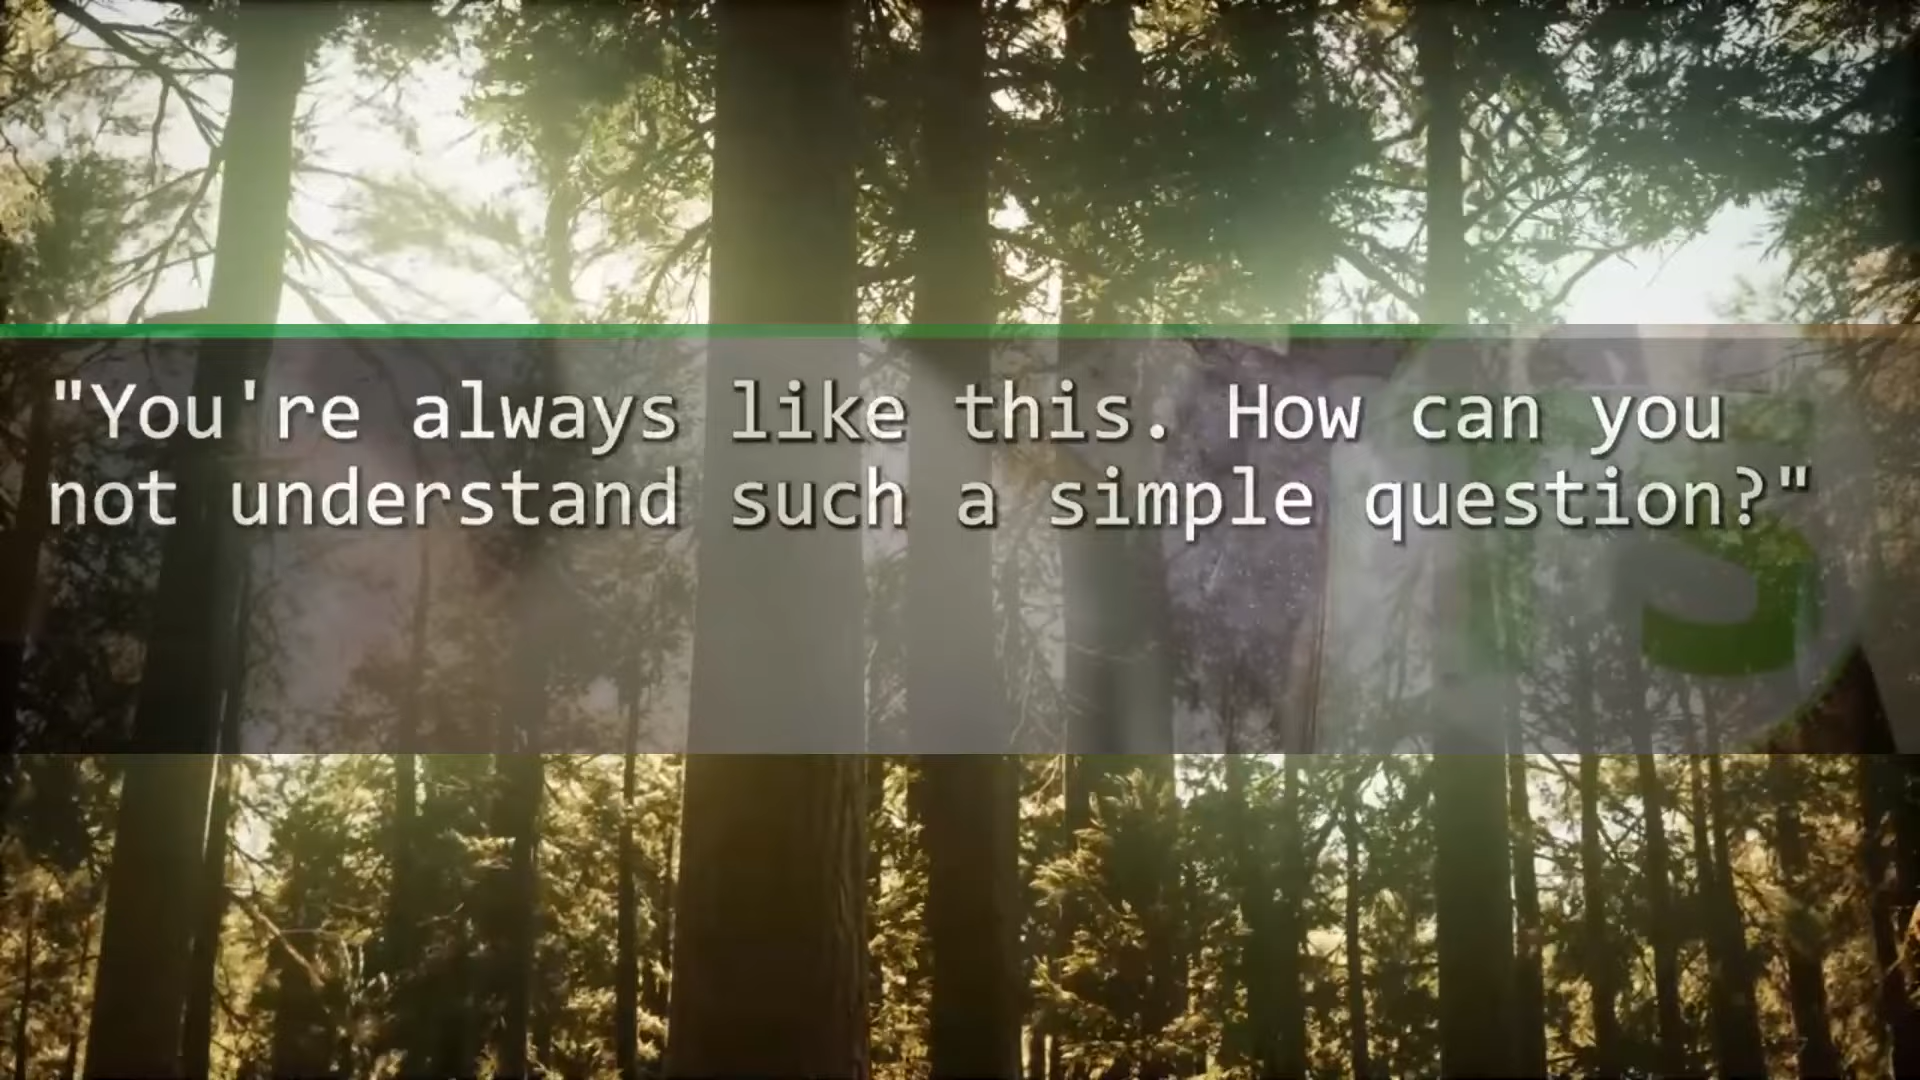 "You're always like this. How can you
not understand such a simple question?"